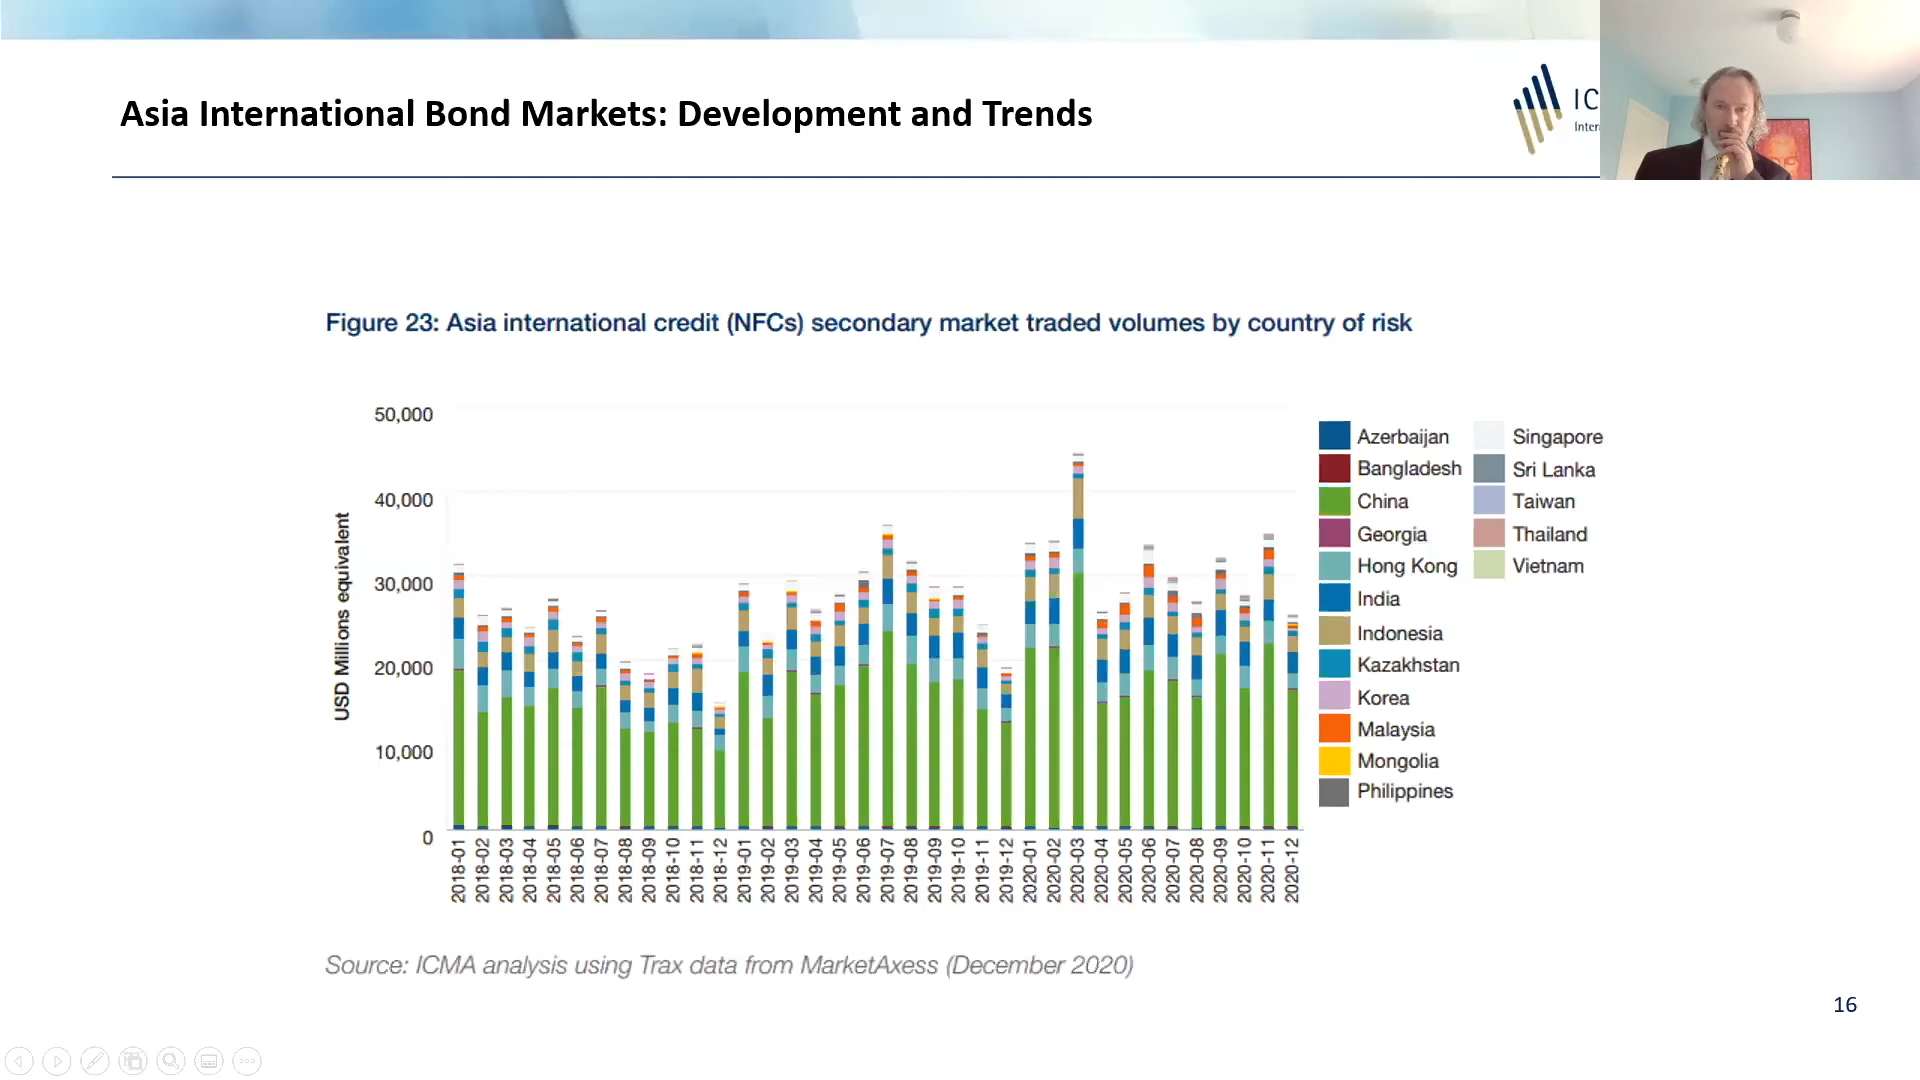 Asia International Bond Markets: Development and Trends
IC
Inter
Figure 23: Asia international credit (NFCs) secondary market traded volumes by country of risk
USD Millions equivalent
50,000
40,000
30,000
20,000
10,000
0
2018-01
2018-02
2018-03
2018-04
2018-05
2018-06
2018-07
2018-08
2018-09
2018-10
2018-11
2018-12
2019-01
2019-02
2019-03
2019-04
2019-05
2019-06
2019-07
2019-08
2019-09
2019-10
2019-11
2019-12
2020-01
2020-02
2020-03
2020-04
2020-05
2020-06
2020-07
2020-08
2020-09
2020-10
2020-11
2020-12
Azerbaijan
Bangladesh
China
Georgia
Hong Kong
India
Indonesia
Kazakhstan
Korea
Malaysia
Mongolia
Philippines
Singapore
Sri Lanka
Taiwan
Thailand
Vietnam
Source: ICMA analysis using Trax data from MarketAxess (December 2020)
16